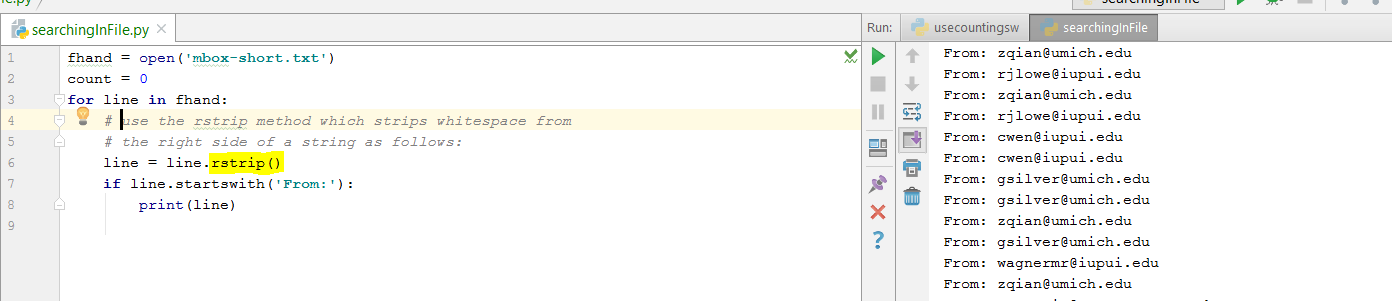 e.py
searchingInFile
searchingInFile.py
1 fhand = open('mbox-short.txt')
2 count = 0
3 for line in fhand:
4 # use the rstrip method which strips whitespace from
5 # the right side of a string as follows:
6 line = line.rstrip()
7 if line.startswith('From:'):
8 print(line)
9
Run: usecountingsw searchingInFile
From: zqian@umich.edu
From: rjlowe@iupui.edu
From: zqian@umich.edu
From: rjlowe@iupui.edu
From: cwen@iupui.edu
From: cwen@iupui.edu
From: gsilver@umich.edu
From: gsilver@umich.edu
From: zqian@umich.edu
From: gsilver@umich.edu
From: wagnermr@iupui.edu
From: zqian@umich.edu